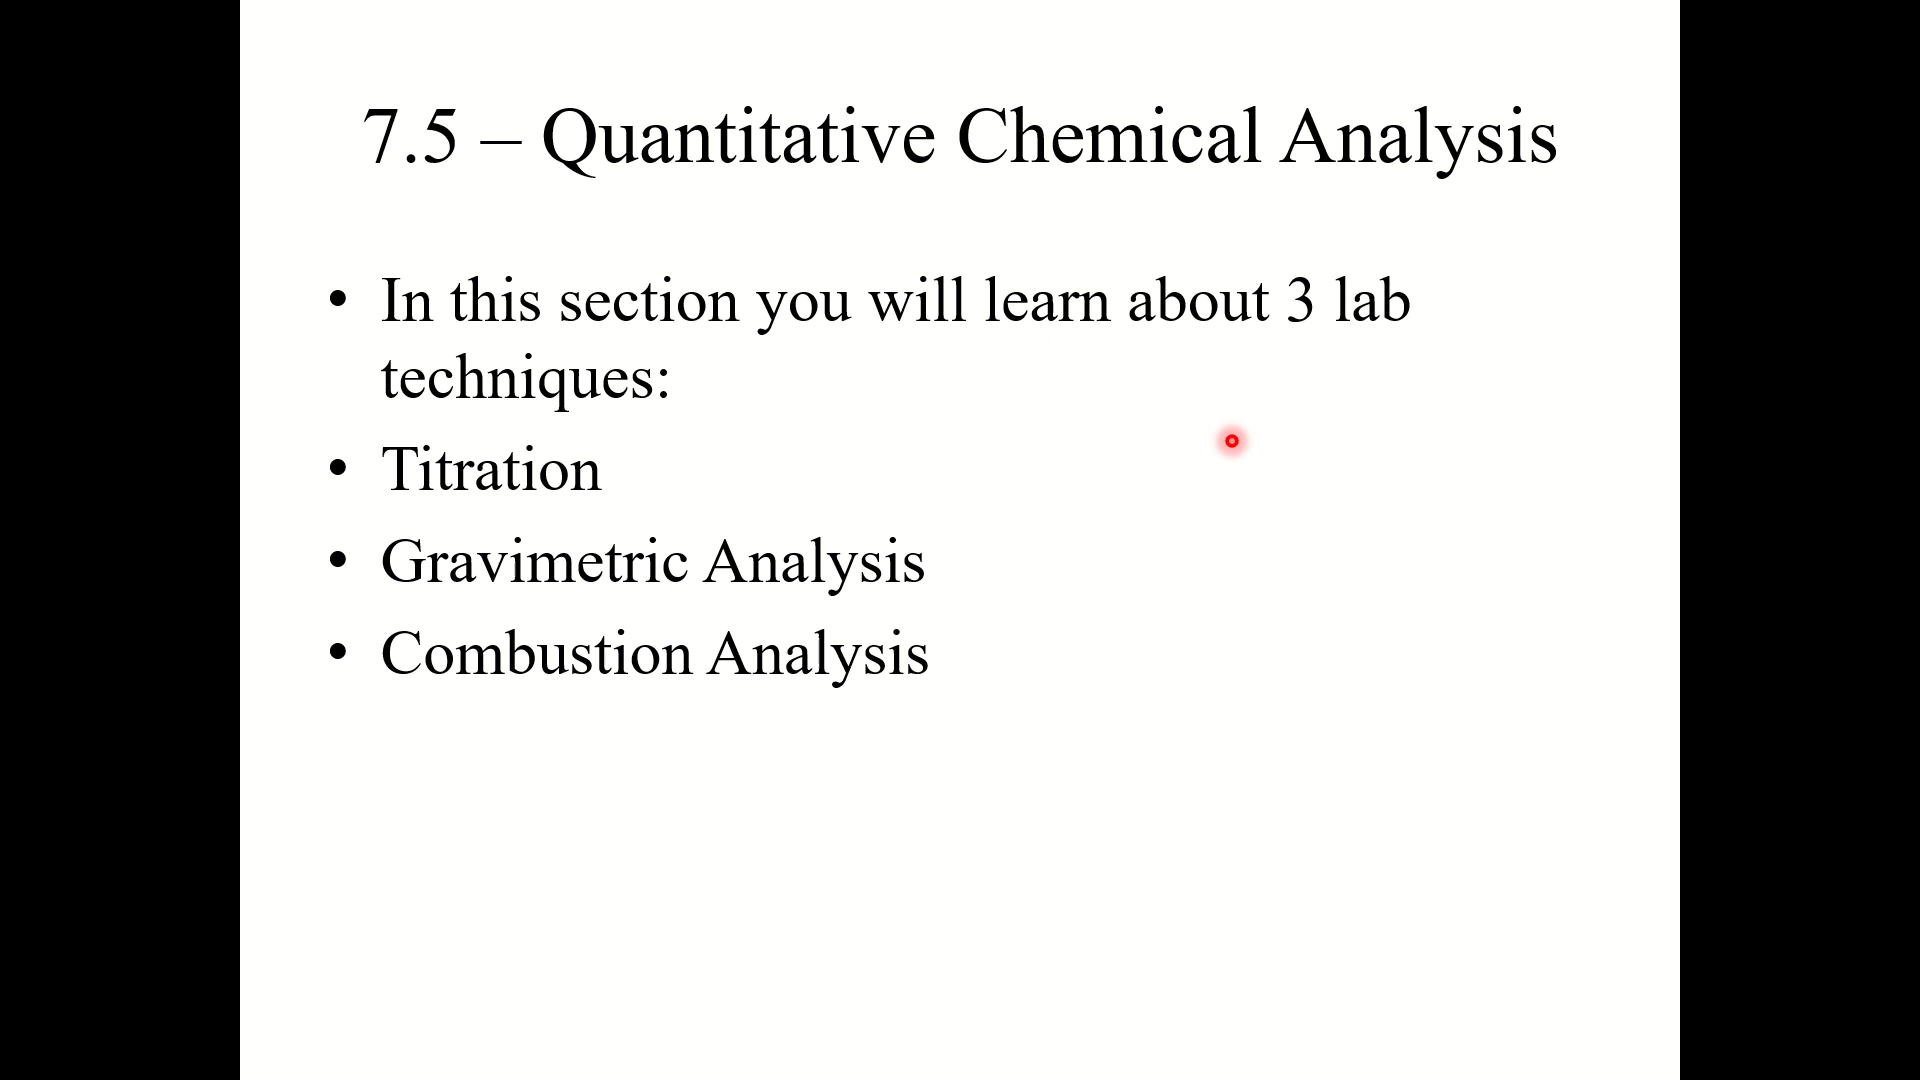 7.5 – Quantitative Chemical Analysis
• In this section you will learn about 3 lab
techniques:
• Titration
• Gravimetric Analysis
• Combustion Analysis